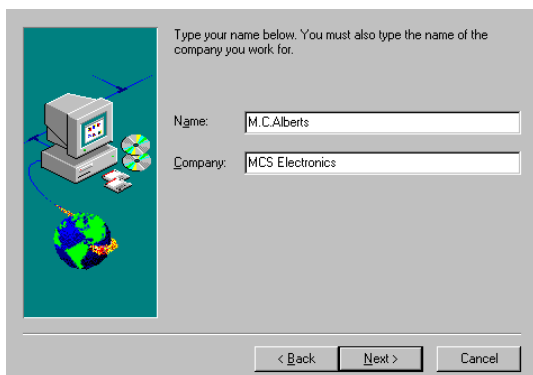 Type your name below. You must also type the name of the
company you work for.
Name: M.C.Alberts
Company: MCS Electronics
< Back Next > Cancel